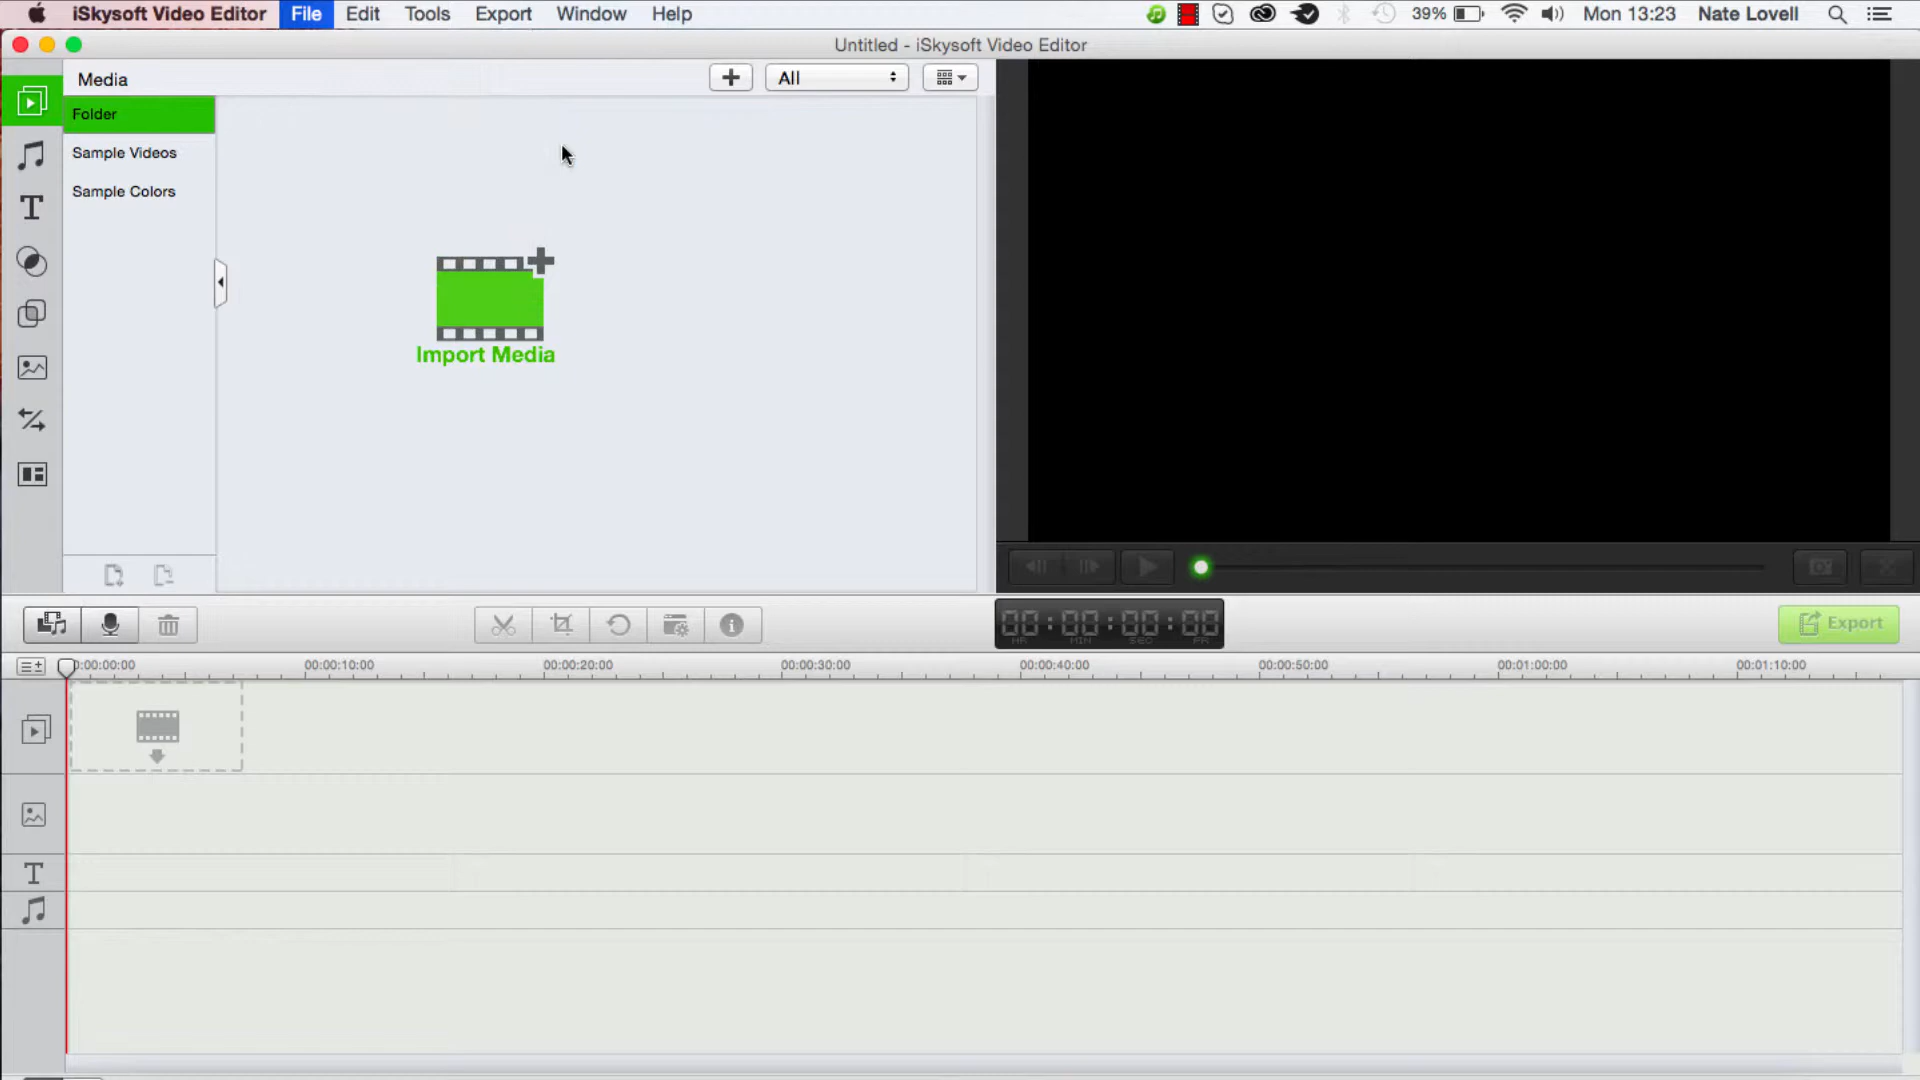 iSkysoft Video Editor File Edit Tools Export Window Help 39% Mon 13:23 Nate Lovell
Untitled - iSkysoft Video Editor
Media All
Folder
Sample Videos
Sample Colors
Import Media
T
00:00:00:00
HR MIN SEC FR
Export
0:00:00:00 00:00:10:00 00:00:20:00 00:00:30:00 00:00:40:00 00:00:50:00 00:01:00:00 00:01:10:00
T